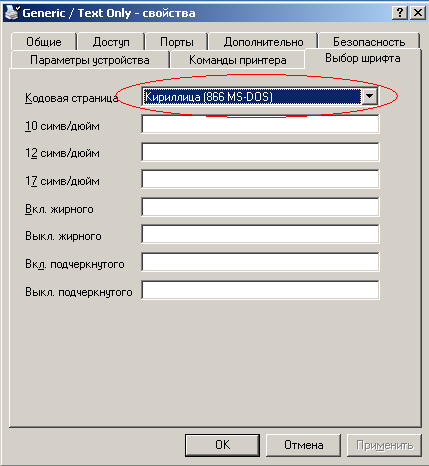 Generic / Text Only - свойства
Общие Доступ Порты Дополнительно Безопасность
Параметры устройства Команды принтера Выбор шрифта
Кодовая страница Кириллица (866 MS-DOS)
10 симв/дюйм
12 симв/дюйм
17 симв/дюйм
Вкл. жирного
Выкл. жирного
Вкл. подчеркнутого
Выкл. подчеркнутого
OK Отмена Применить